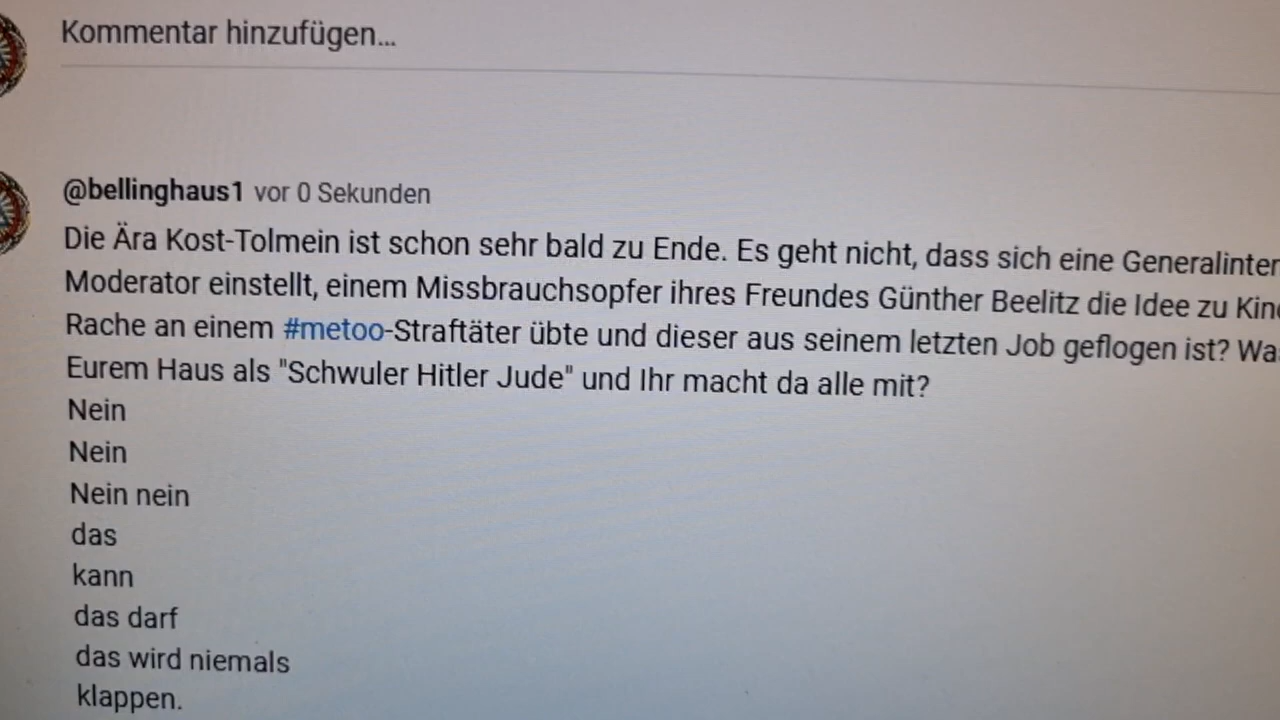 Kommentar hinzufügen...
@bellinghaus1 vor 0 Sekunden
Die Ära Kost-Tolmein ist schon sehr bald zu Ende. Es geht nicht, dass sich eine Generalinter
Moderator einstellt, einem Missbrauchsopfer ihres Freundes Günther Beelitz die Idee zu
Rache an einem #metoo-Straftäter übte und dieser aus seinem letzten Job geflogen ist?
Eurem Haus als "Schwuler Hitler Jude" und Ihr macht da alle mit?
Nein
Nein
Nein nein
das
kann
das darf
das wird niemals
klappen.